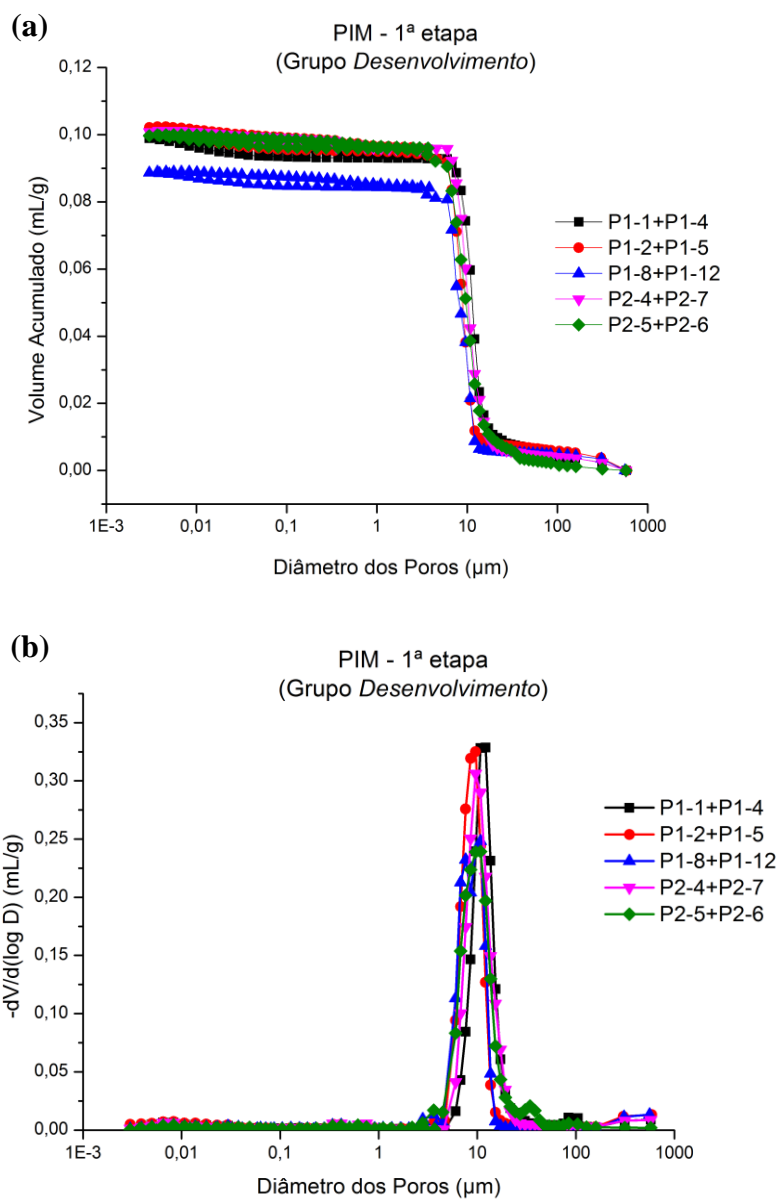 (a)
PIM - 1ª etapa
(Grupo Desenvolvimento)
0,12
0,10
0,08
0,06
0,04
0,02
0,00
Volume Acumulado (mL/g)
P1-1+P1-4
P1-2+P1-5
P1-8+P1-12
P2-4+P2-7
P2-5+P2-6
1E-3 0,01 0,1 1 10 100 1000
Diâmetro dos Poros (µm)
(b)
PIM - 1ª etapa
(Grupo Desenvolvimento)
0,35
0,30
0,25
0,20
0,15
0,10
0,05
0,00
-dV/d(log D) (mL/g)
P1-1+P1-4
P1-2+P1-5
P1-8+P1-12
P2-4+P2-7
P2-5+P2-6
1E-3 0,01 0,1 1 10 100 1000
Diâmetro dos Poros (µm)